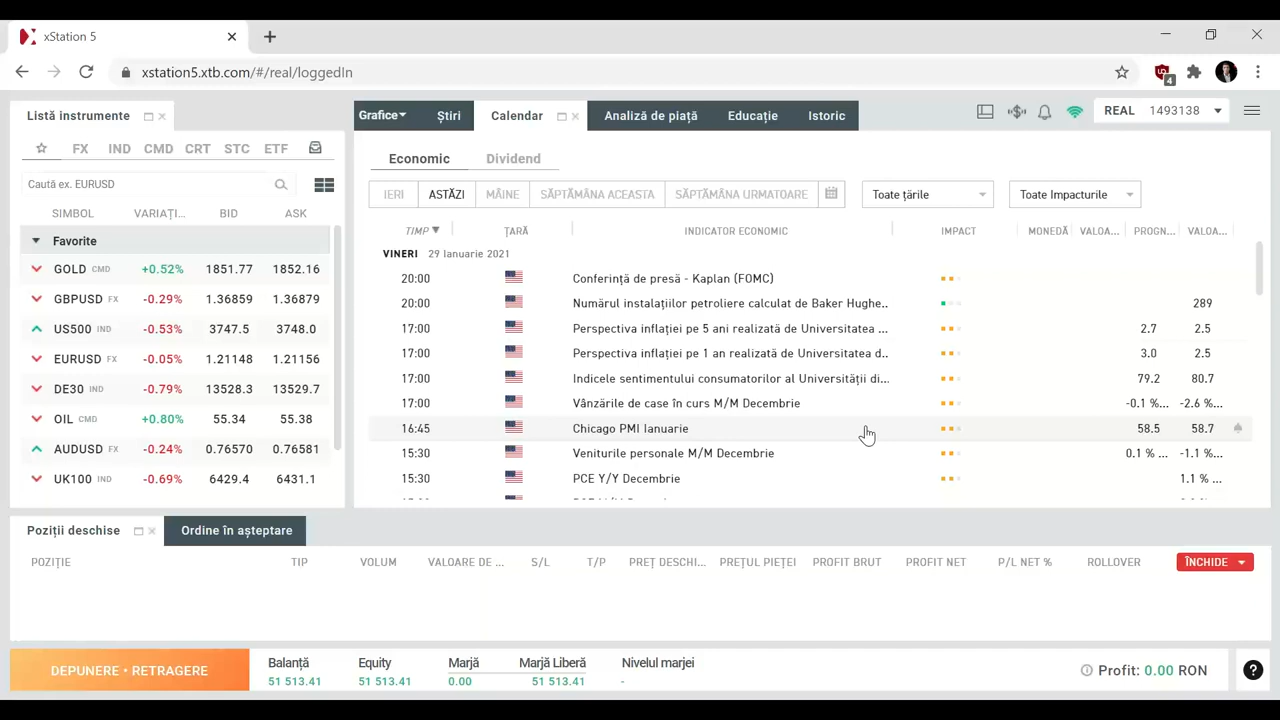 xStation 5
xstation5.xtb.com/#/real/loggedIn
4
Listă instrumente
FX IND CMD CRT STC ETF
Caută ex. EURUSD
SIMBOL VARIAȚI... BID ASK
Favorite
GOLD CMD +0.52% 1851.77 1852.16
GBPUSD FX -0.29% 1.36859 1.36879
US500 IND -0.53% 3747.5 3748.0
EURUSD FX -0.05% 1.21148 1.21156
DE30 IND -0.79% 13528.3 13529.7
OIL CMD +0.80% 55.34 55.38
AUDUSD FX -0.24% 0.76570 0.76581
UK100 IND -0.69% 6429.4 6431.1
Grafice Știri Calendar Analiză de piață Educație Istoric
REAL 1493138
Economic Dividend
IERI ASTĂZI MÂINE SĂPTĂMÂNA ACEASTA SĂPTĂMÂNA URMATOARE Toate țările Toate Impacturile
TIMP ȚARĂ INDICATOR ECONOMIC IMPACT MONEDĂ VALOA... PROGN... VALOA...
VINERI 29 Ianuarie 2021
20:00 Conferință de presă - Kaplan (FOMC)
20:00 Numărul instalațiilor petroliere calculat de Baker Hughe.. 289
17:00 Perspectiva inflației pe 5 ani realizată de Universitatea ... 2.7 2.5
17:00 Perspectiva inflației pe 1 an realizată de Universitatea d.. 3.0 2.5
17:00 Indicele sentimentului consumatorilor al Universității di... 79.2 80.7
17:00 Vânzările de case în curs M/M Decembrie -0.1 %... -2.6 %...
16:45 Chicago PMI Ianuarie 58.5 58.7
15:30 Veniturile personale M/M Decembrie 0.1 % ... -1.1 %...
15:30 PCE Y/Y Decembrie 1.1 % ...
Poziții deschise Ordine în așteptare
POZIȚIE TIP VOLUM VALOARE DE ... S/L T/P PREȚ DESCHI... PREȚUL PIEȚEI PROFIT BRUT PROFIT NET P/L NET % ROLLOVER ÎNCHIDE
DEPUNERE • RETRAGERE
Balanță Equity Marjă Marjă Liberă Nivelul marjei
51 513.41 51 513.41 0.00 51 513.41 -
Profit: 0.00 RON
?